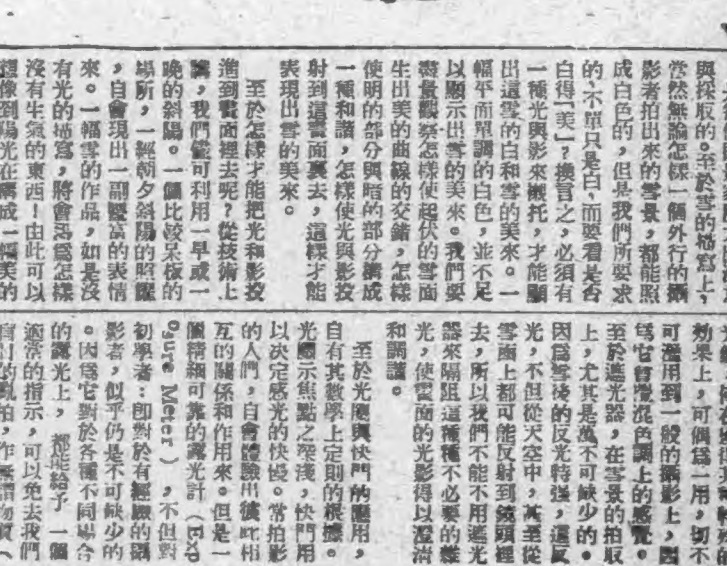 與採取的。至於雪的描寫上，
當然無論怎樣一個外行的攝
影者拍出來的雪景，都能照
成白色的，但是我們所要求
的，不單只是白，而要看是否
白得「美」？換言之，必須有
一種光與影來襯托，才能顯
出這雪的白和雪的美來。一
幅平面單調的白色，並不足
以顯示出雪的美來。我們要
盡量觀察怎樣使起伏的雪面
生出美的曲線的交錯，怎樣
使明的部分與暗的部分構成
一種和諧，怎樣使光與影投
射到這畫面裏去，這樣才能
表現出雪的美來。
至於怎樣才能把光和影投
進到畫面裡去呢？從技術上
講，我們儘可利用一早或一
晚的斜陽。一個比較呆板的
場所，一經朝夕斜陽的照耀
，自會現出一副豐富的表情
來。一幅雪的作品，如是沒
有光的描寫，將會成爲怎樣
沒有生氣的東西！由此可以
想像到陽光在構成一幅美的
効果上，可偶爲一用，切不
可濫用到一般的攝影上，因
爲它有混色調上的感覺。
至於遮光器，在雪景的拍取
上，尤其是萬不可缺少的。
因爲雪後的反光特強，這反
光，不但從天空中，甚至從
雪面上都可能反射到鏡頭裡
去，所以我們不能不用遮光
器來隔阻這種種不必要的雜
光，使畫面的光影得以澄清
和調諧。
至於光圈與快門的應用，
自有其數學上定則的根據。
光圈示焦點之深淺，快門用
以決定感光的快慢。常拍影
的人們，自會體驗出彼此相
互的關係和作用來。但是一
個精細可靠的露光計（Exp
osure Meter），不但對
初學者：即對於有經驗的攝
影者，似乎仍是不可缺少的
。因爲它對於各種不同場合
的露光上，都能給予一個
適當的指示，可以免去我們